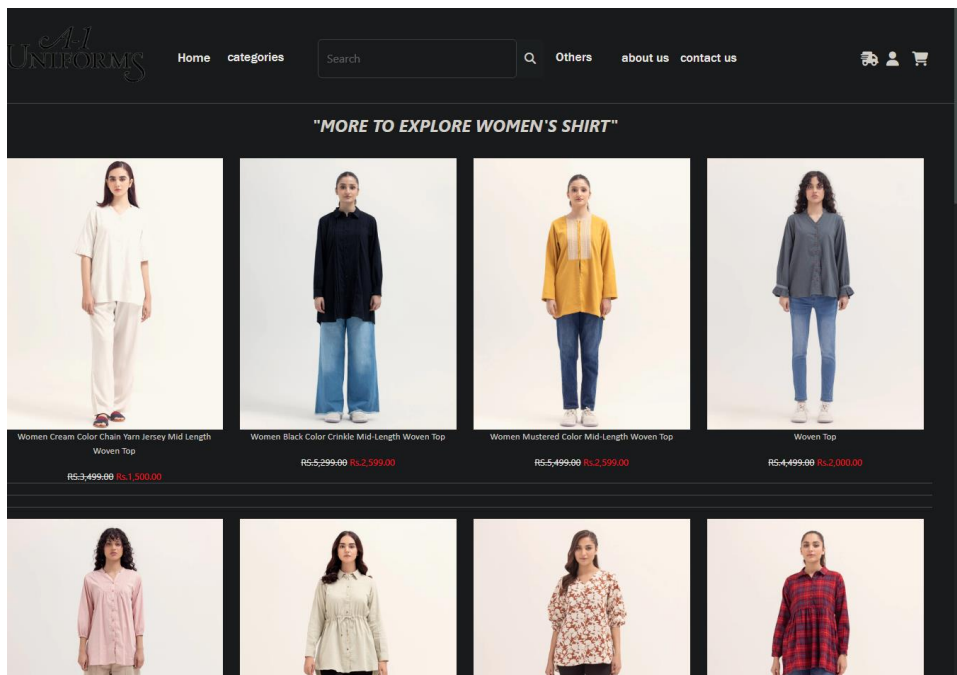 A-1
UNIFORMS
Home categories Search Others about us contact us
"MORE TO EXPLORE WOMEN'S SHIRT"
Women Cream Color Chain Yarn Jersey Mid Length
Woven Top
RS.3,499.00 Rs.1,500.00
Women Black Color Crinkle Mid-Length Woven Top
RS.5,299.00 Rs.2,599.00
Women Mustered Color Mid-Length Woven Top
RS.5,499.00 Rs.2,599.00
Woven Top
RS.4,499.00 Rs.2,000.00